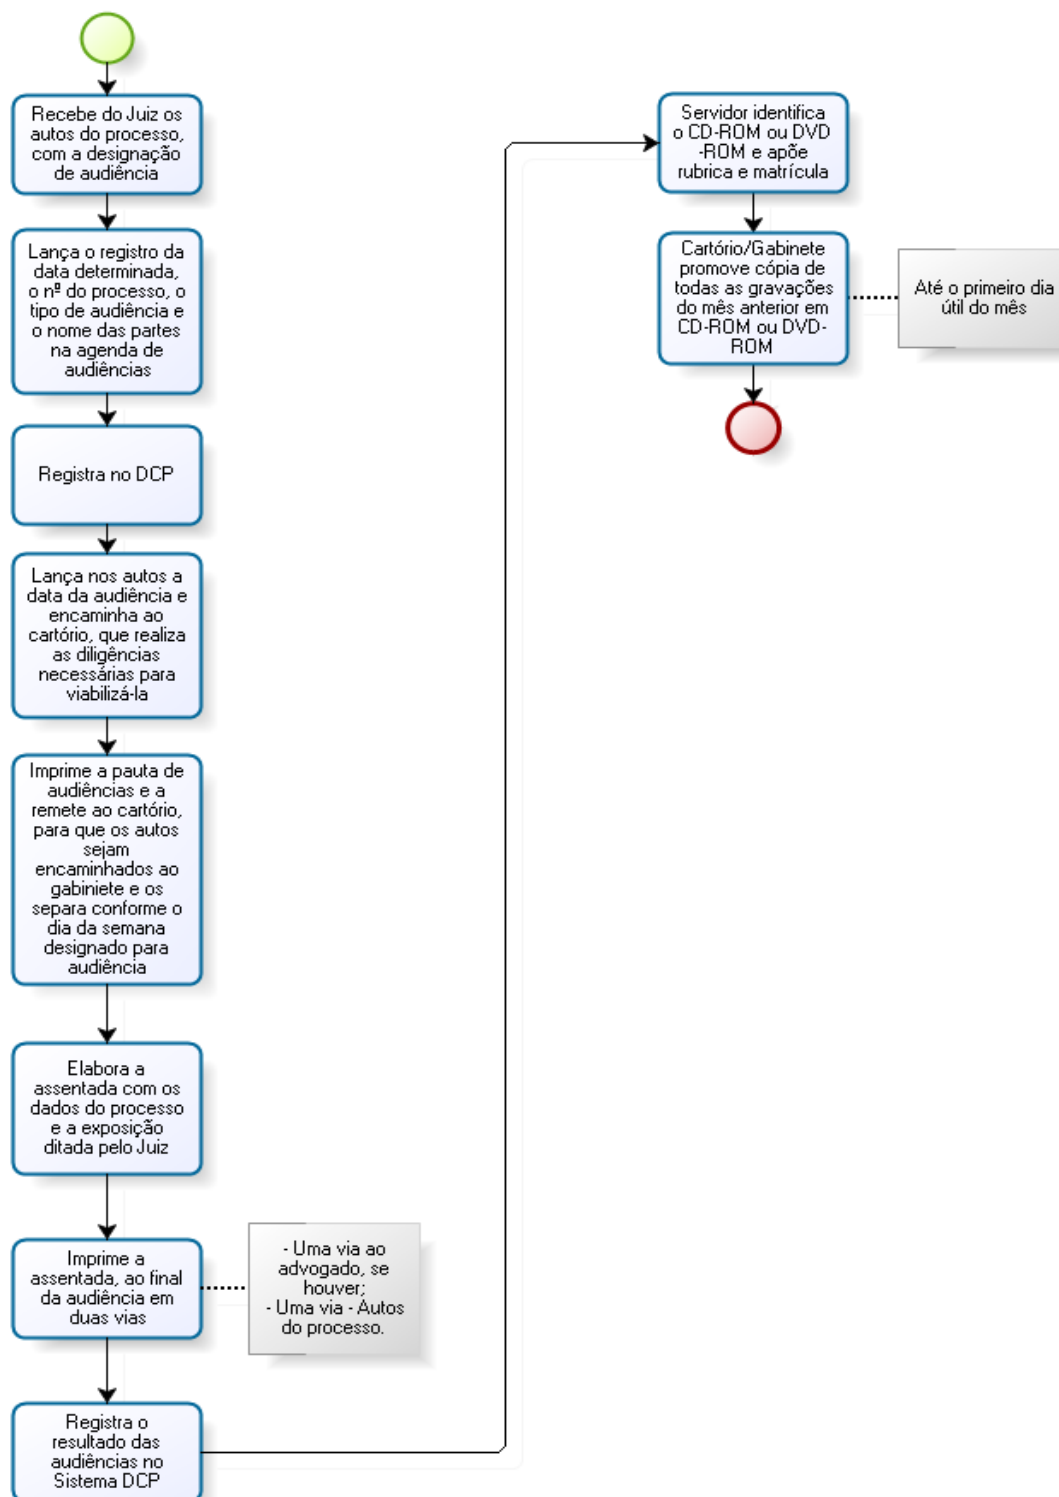 Recebe do Juiz os
autos do processo,
com a designação
de audiência
Lança o registro da
data determinada,
o nº do processo, o
tipo de audiência e
o nome das partes
na agenda de
audiências
Registra no DCP
Lança nos autos a
data da audiência e
encaminha ao
cartório, que realiza
as diligências
necessárias para
viabilizá-la
Imprime a pauta de
audiências e a
remete ao cartório,
para que os autos
sejam
encaminhados ao
gabiniete e os
separa conforme o
dia da semana
designado para
audiência
Elabora a
assentada com os
dados do processo
e a exposição
ditada pelo Juiz
Imprime a
assentada, ao final
da audiência em
duas vias
- Uma via ao
advogado, se
houver;
- Uma via - Autos
do processo.
Registra o
resultado das
audiências no
Sistema DCP
Servidor identifica
o CD-ROM ou DVD
-ROM e apõe
rubrica e matrícula
Cartório/Gabinete
promove cópia de
todas as gravações
do mês anterior em
CD-ROM ou DVD-
ROM
Até o primeiro dia
útil do mês